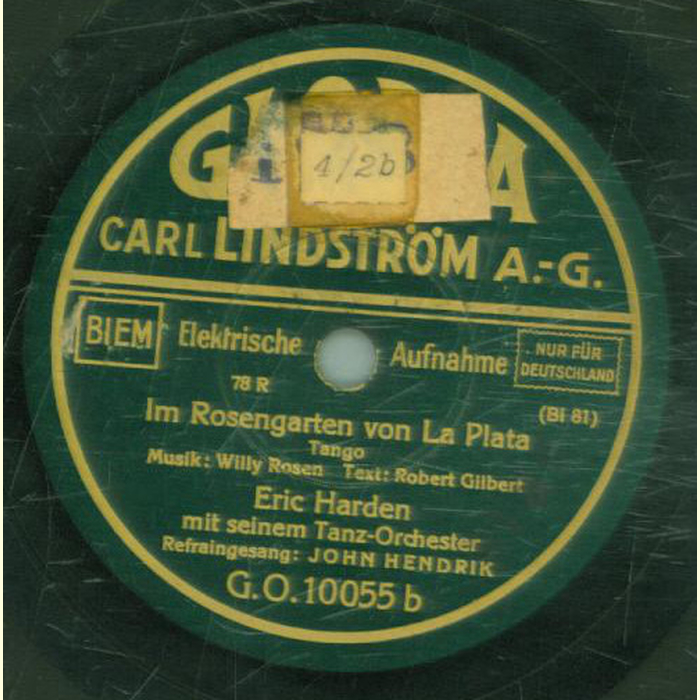 4/2b
CARL LINDSTRÖM A.-G.
BIEM
Elektrische Aufnahme
NUR FÜR
DEUTSCHLAND
78 R
(BI 81)
Im Rosengarten von La Plata
Tango
Musik: Willy Rosen Text: Robert Gilbert
Eric Harden
mit seinem Tanz-Orchester
Refraingesang: JOHN HENDRIK
G.O. 10055 b